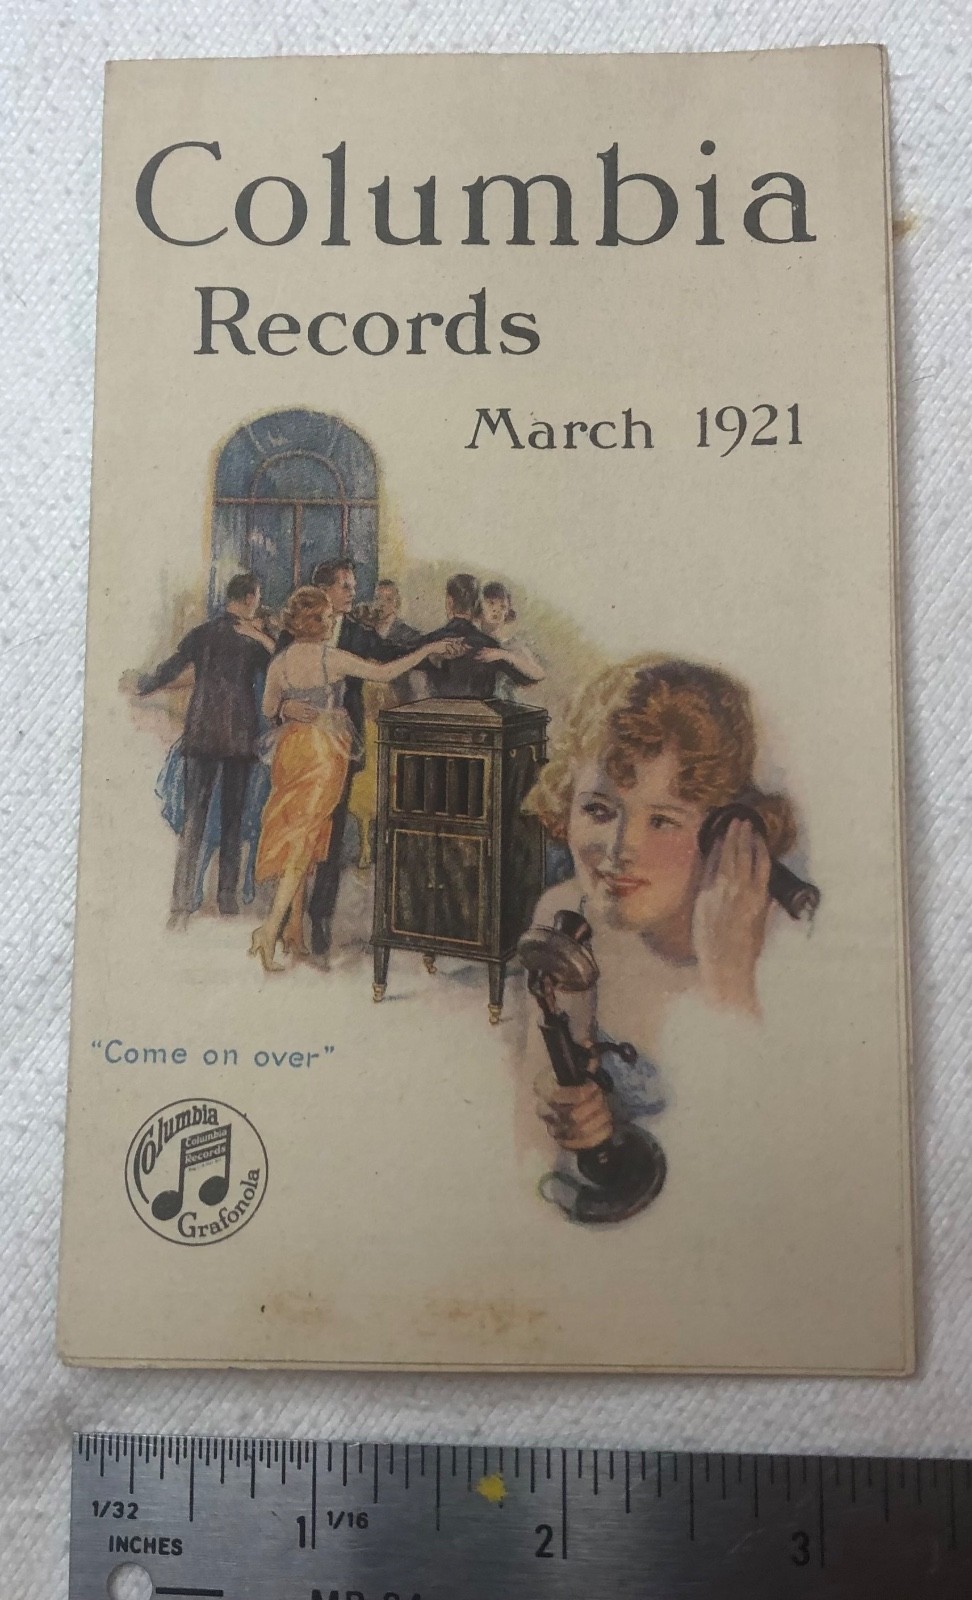 Columbia
Records
March 1921
"Come on over"
Columbia
Columbia
Records
Grafonola
1/32
INCHES
1
1/16
2
3